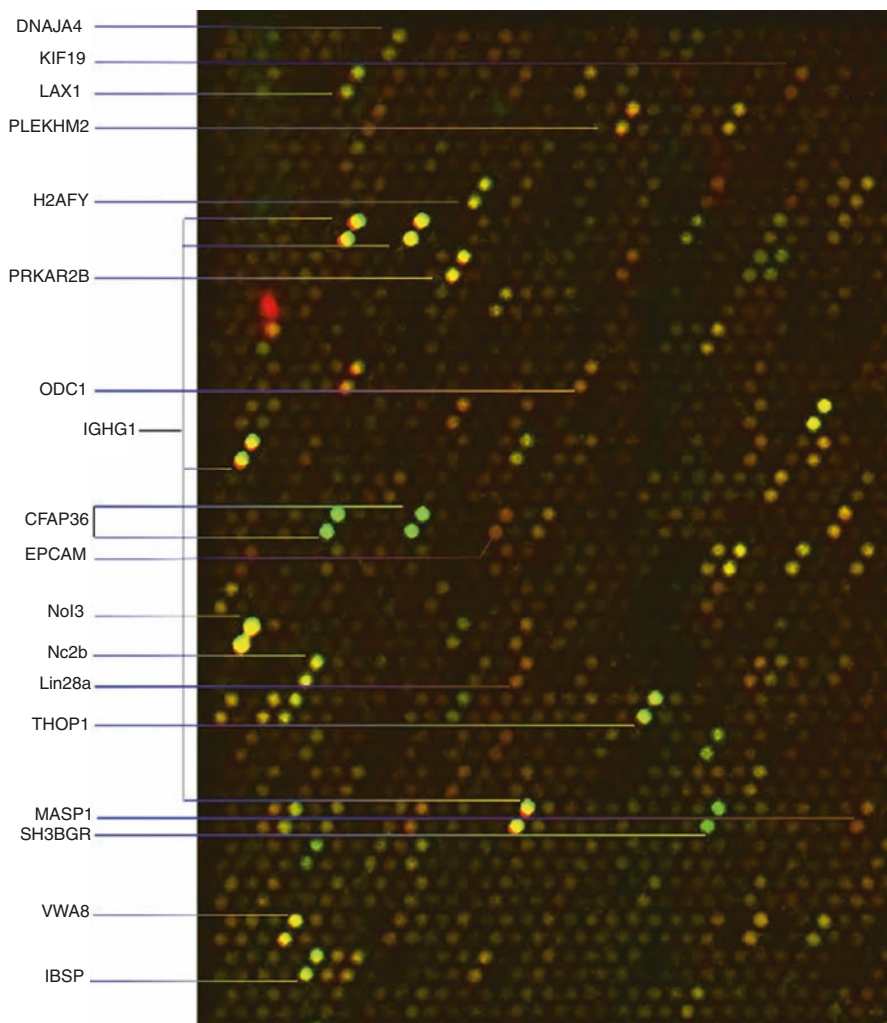 DNAJA4
KIF19
LAX1
PLEKHM2
H2AFY
PRKAR2B
ODC1
IGHG1
CFAP36
EPCAM
Nol3
Nc2b
Lin28a
THOP1
MASP1
SH3BGR
VWA8
IBSP